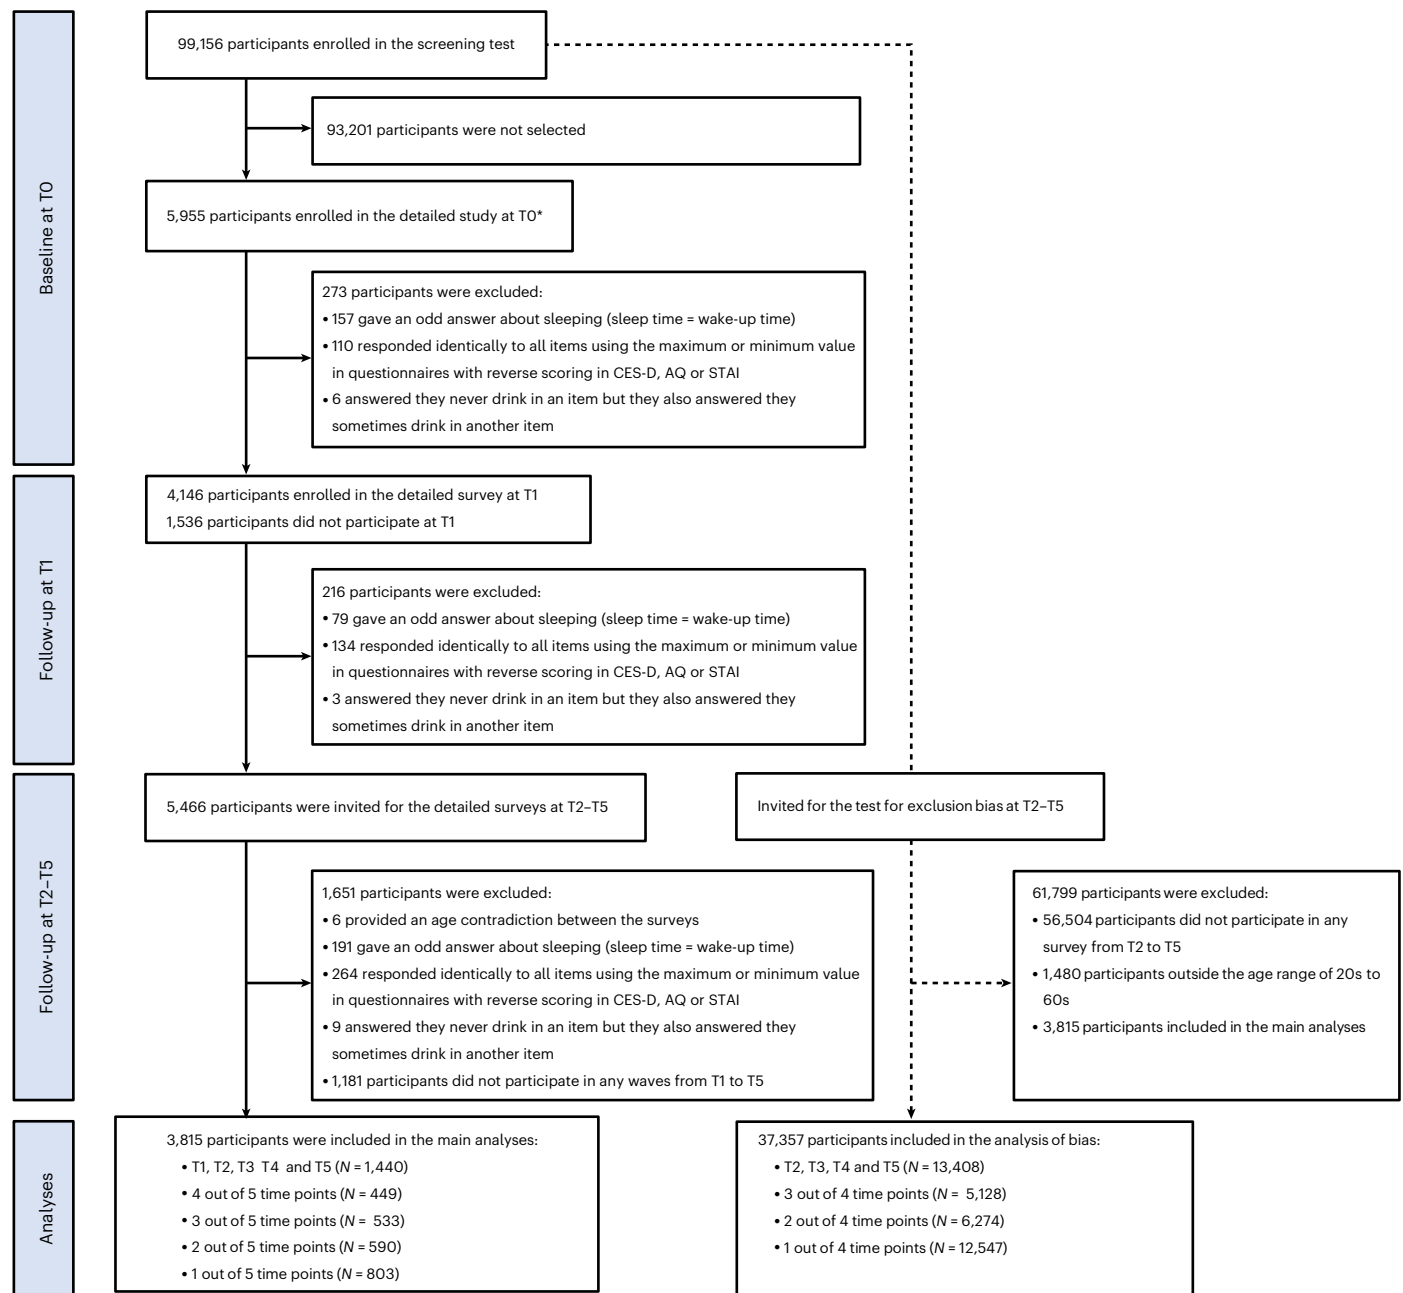 Baseline at T0
99,156 participants enrolled in the screening test
93,201 participants were not selected
5,955 participants enrolled in the detailed study at T0*
273 participants were excluded:
• 157 gave an odd answer about sleeping (sleep time = wake-up time)
• 110 responded identically to all items using the maximum or minimum value
in questionnaires with reverse scoring in CES-D, AQ or STAI
• 6 answered they never drink in an item but they also answered they
sometimes drink in another item
Follow-up at T1
4,146 participants enrolled in the detailed survey at T1
1,536 participants did not participate at T1
216 participants were excluded:
• 79 gave an odd answer about sleeping (sleep time = wake-up time)
• 134 responded identically to all items using the maximum or minimum value
in questionnaires with reverse scoring in CES-D, AQ or STAI
• 3 answered they never drink in an item but they also answered they
sometimes drink in another item
Follow-up at T2–T5
5,466 participants were invited for the detailed surveys at T2–T5
Invited for the test for exclusion bias at T2–T5
1,651 participants were excluded:
• 6 provided an age contradiction between the surveys
• 191 gave an odd answer about sleeping (sleep time = wake-up time)
• 264 responded identically to all items using the maximum or minimum value
in questionnaires with reverse scoring in CES-D, AQ or STAI
• 9 answered they never drink in an item but they also answered they
sometimes drink in another item
• 1,181 participants did not participate in any waves from T1 to T5
61,799 participants were excluded:
• 56,504 participants did not participate in any
survey from T2 to T5
• 1,480 participants outside the age range of 20s to
60s
• 3,815 participants included in the main analyses
Analyses
3,815 participants were included in the main analyses:
• T1, T2, T3 T4 and T5 (N = 1,440)
• 4 out of 5 time points (N = 449)
• 3 out of 5 time points (N = 533)
• 2 out of 5 time points (N = 590)
• 1 out of 5 time points (N = 803)
37,357 participants included in the analysis of bias:
• T2, T3, T4 and T5 (N = 13,408)
• 3 out of 4 time points (N = 5,128)
• 2 out of 4 time points (N = 6,274)
• 1 out of 4 time points (N = 12,547)